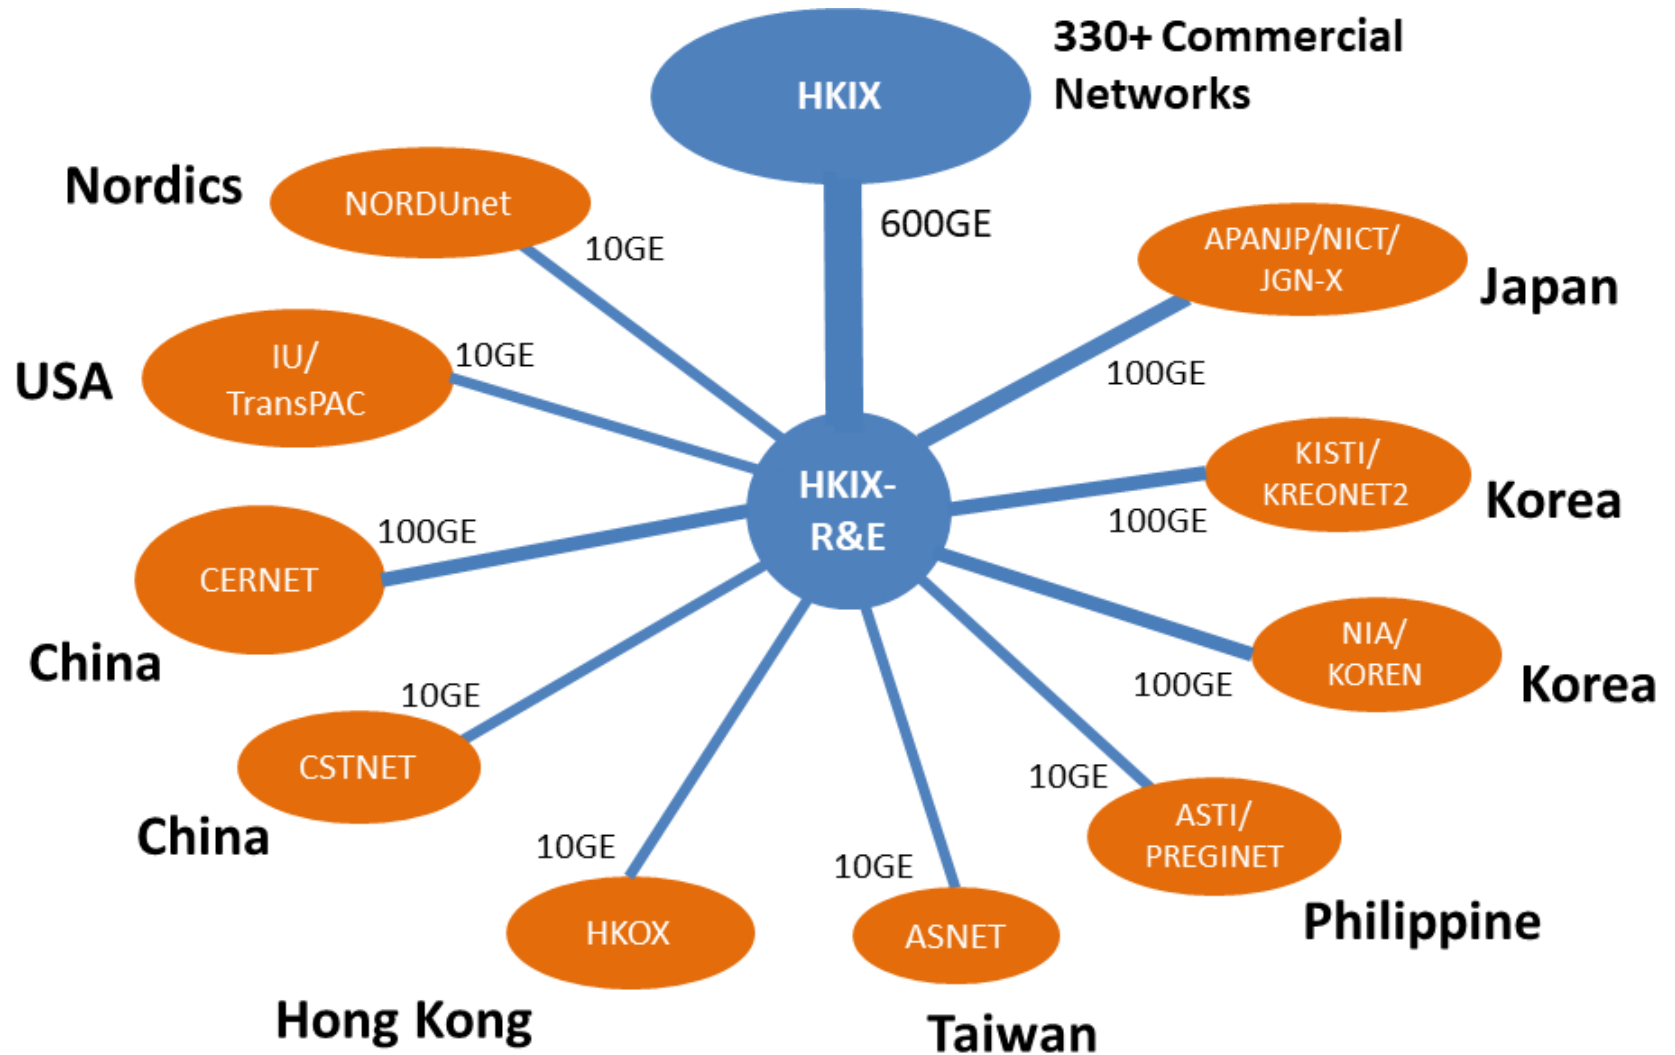 330+ Commercial
Networks
HKIX
600GE
Nordics
NORDUnet
10GE
APANJP/NICT/
JGN-X
Japan
100GE
USA
IU/
TransPAC
10GE
KISTI/
KREONET2
Korea
100GE
HKIX-
R&E
CERNET
100GE
China
NIA/
KOREN
Korea
100GE
CSTNET
10GE
China
ASTI/
PREGINET
10GE
Philippine
HKOX
10GE
Hong Kong
ASNET
10GE
Taiwan